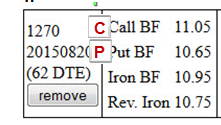 1270
20150820
(62 DTE)
remove
C Call BF 11.05
P Put BF 10.65
Iron BF 10.95
Rev. Iron 10.75